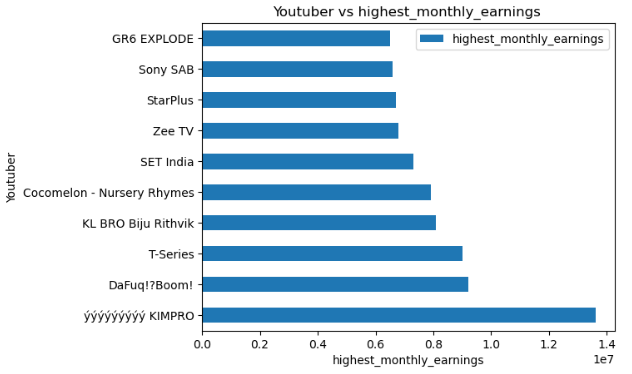 Youtuber vs highest_monthly_earnings
highest_monthly_earnings
GR6 EXPLODE
Sony SAB
StarPlus
Zee TV
SET India
Cocomelon - Nursery Rhymes
KL BRO Biju Rithvik
T-Series
DaFuq!?Boom!
ýýýýýýýýý KIMPRO
Youtuber
0.0 0.2 0.4 0.6 0.8 1.0 1.2 1.4
1e7
highest_monthly_earnings